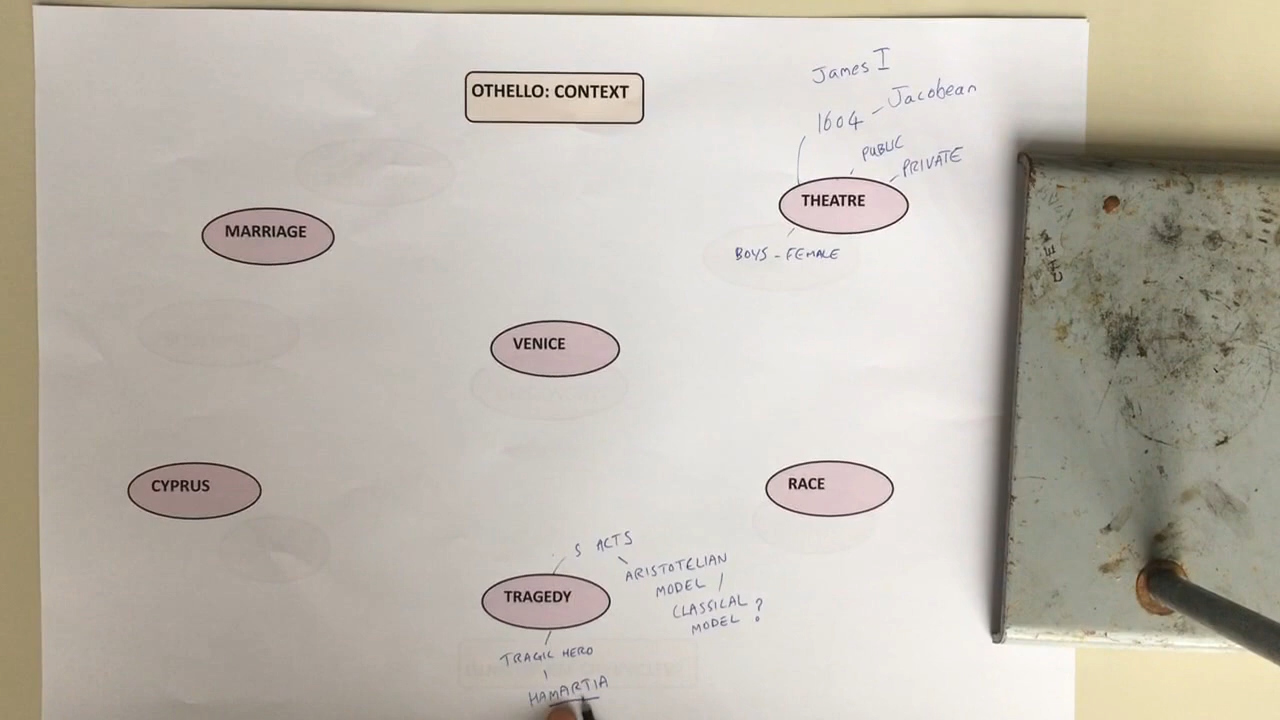 OTHELLO: CONTEXT
James I
1604 - Jacobean
PUBLIC
PRIVATE
THEATRE
BOYS - FEMALE
MARRIAGE
VENICE
CYPRUS
RACE
5 ACTS
ARISTOTELIAN
MODEL /
CLASSICAL
MODEL ?
TRAGEDY
TRAGIC HERO
HAMARTIA